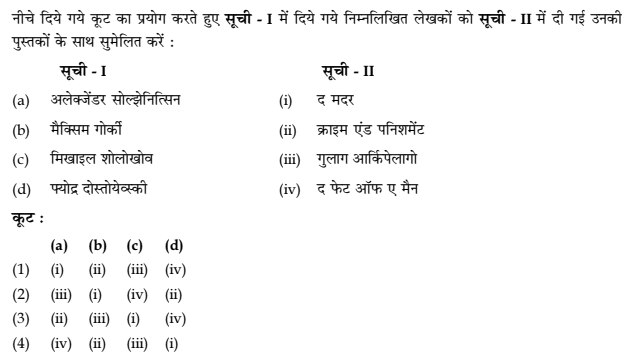 नीचे दिये गये कूट का प्रयोग करते हुए सूची - I में दिये गये निम्नलिखित लेखकों को सूची - II में दी गई उनकी
पुस्तकों के साथ सुमेलित करें :
सूची - I सूची - II
(a) अलेक्जेंडर सोल्झेनित्सिन (i) द मदर
(b) मैक्सिम गोर्की (ii) क्राइम एंड पनिशमेंट
(c) मिखाइल शोलोखोव (iii) गुलाग आर्किपेलागो
(d) फ्योद्र दोस्तोयेव्स्की (iv) द फेट ऑफ ए मैन
कूट :
(a) (b) (c) (d)
(1) (i) (ii) (iii) (iv)
(2) (iii) (i) (iv) (ii)
(3) (ii) (iii) (i) (iv)
(4) (iv) (ii) (iii) (i)